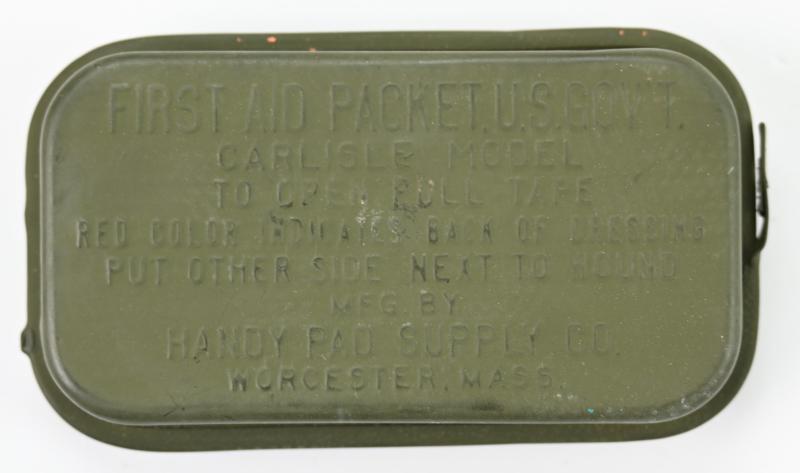 FIRST AID PACKET, U.S. GOV'T.
CARLISLE MODEL
TO OPEN PULL TAPE
RED COLOR INDICATES BACK OF DRESSING
PUT OTHER SIDE NEXT TO WOUND
MFG. BY
HANDY PAD SUPPLY CO.
WORCESTER, MASS.